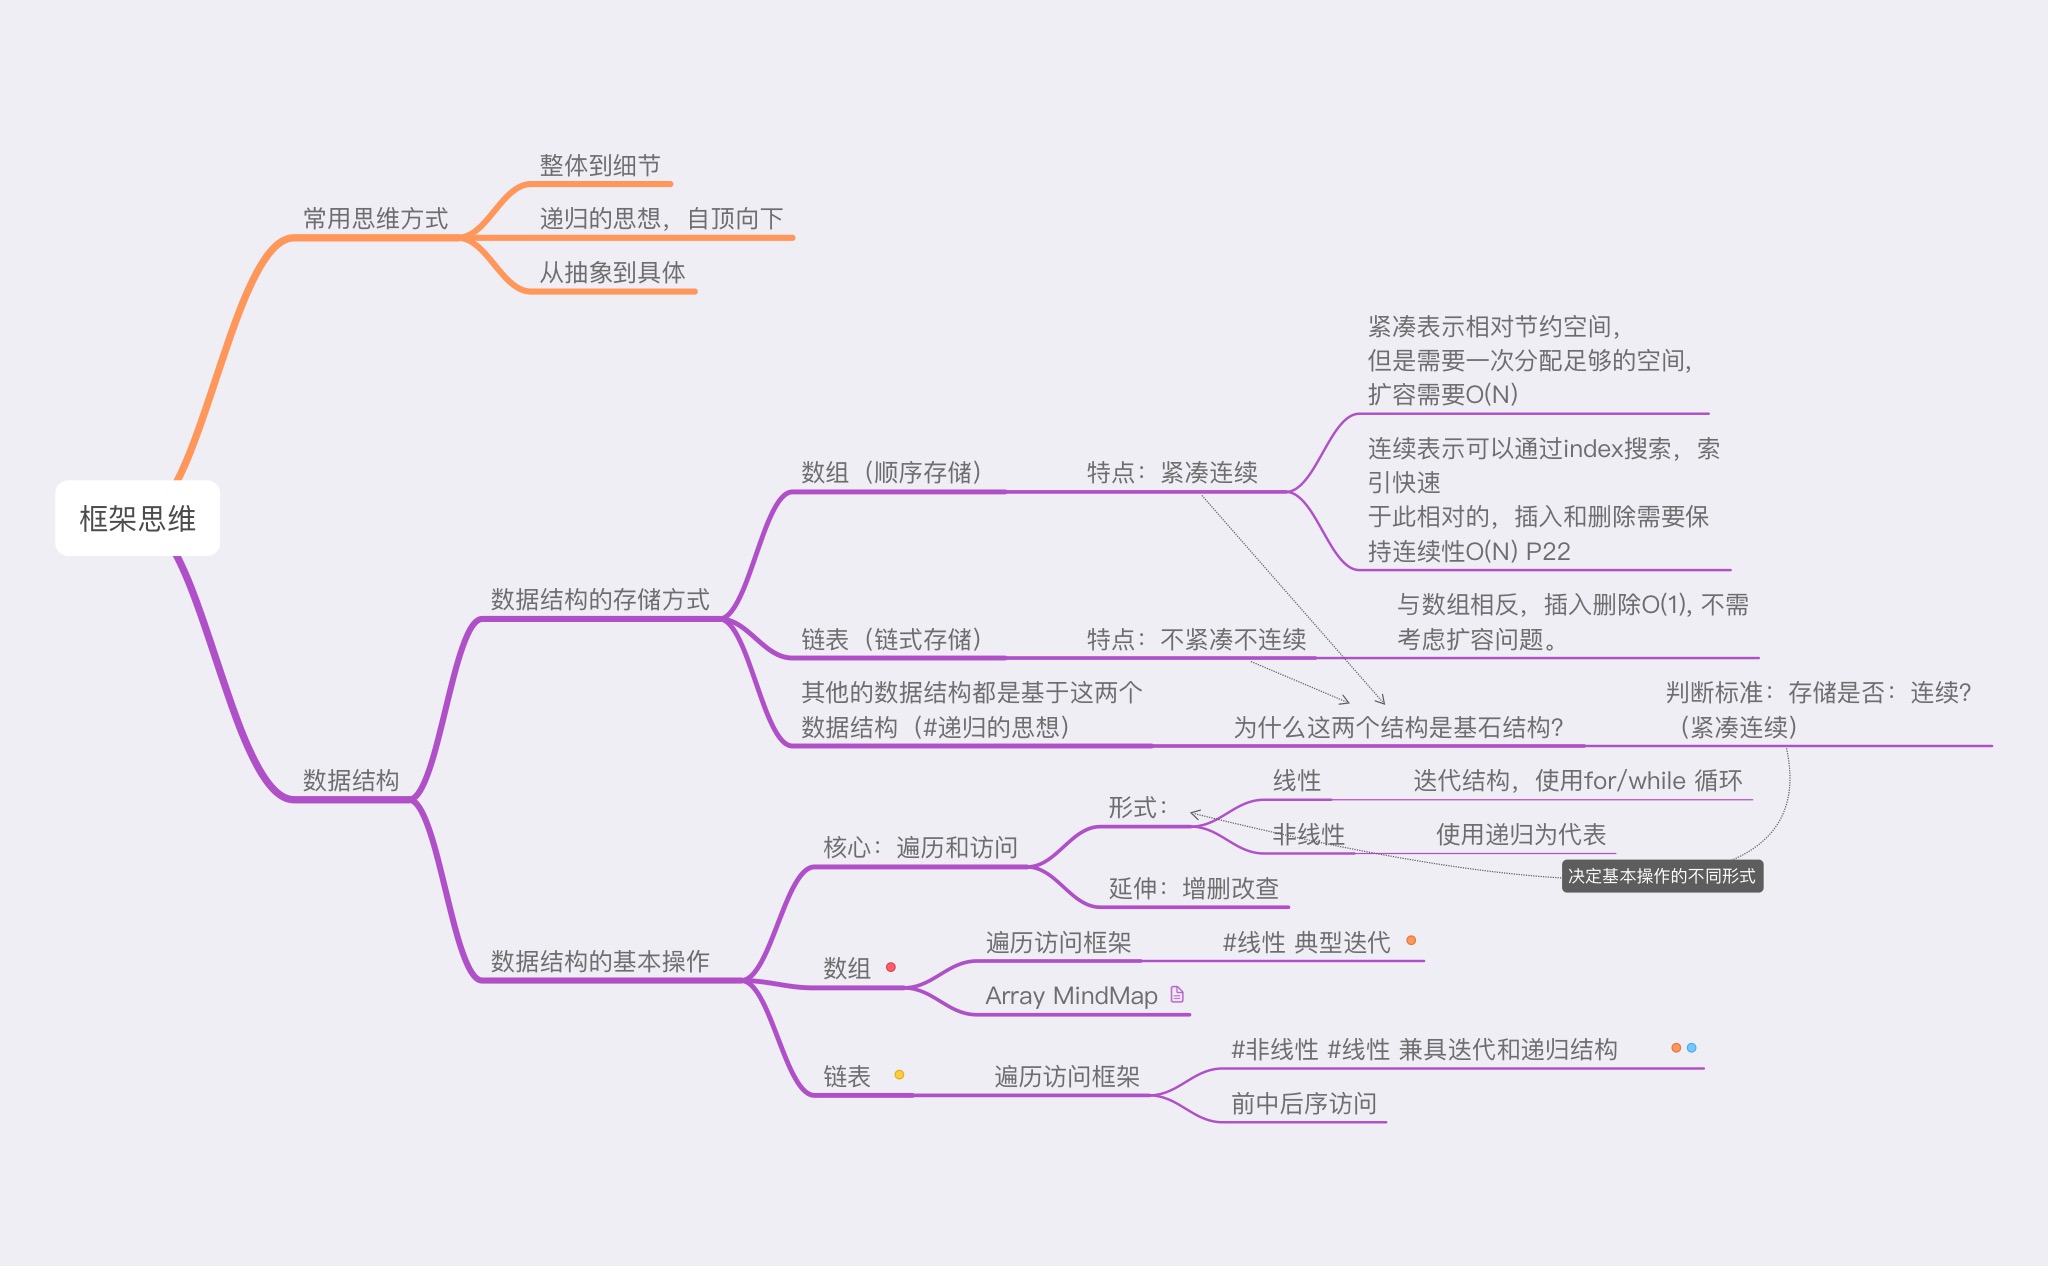 框架思维
常用思维方式
整体到细节
递归的思想，自顶向下
从抽象到具体
数据结构
数据结构的存储方式
数组（顺序存储）
特点：紧凑连续
紧凑表示相对节约空间，
但是需要一次分配足够的空间，
扩容需要O(N)
连续表示可以通过index搜索，索
引快速
于此相对的，插入和删除需要保
持连续性O(N) P22
链表（链式存储）
特点：不紧凑不连续
与数组相反，插入删除O(1), 不需
考虑扩容问题。
其他的数据结构都是基于这两个
数据结构（#递归的思想）
为什么这两个结构是基石结构？
判断标准：存储是否：连续？
（紧凑连续）
数据结构的基本操作
核心：遍历和访问
形式：
线性
迭代结构，使用for/while 循环
非线性
使用递归为代表
决定基本操作的不同形式
延伸：增删改查
数组
遍历访问框架
#线性 典型迭代
Array MindMap
链表
遍历访问框架
#非线性 #线性 兼具迭代和递归结构
前中后序访问